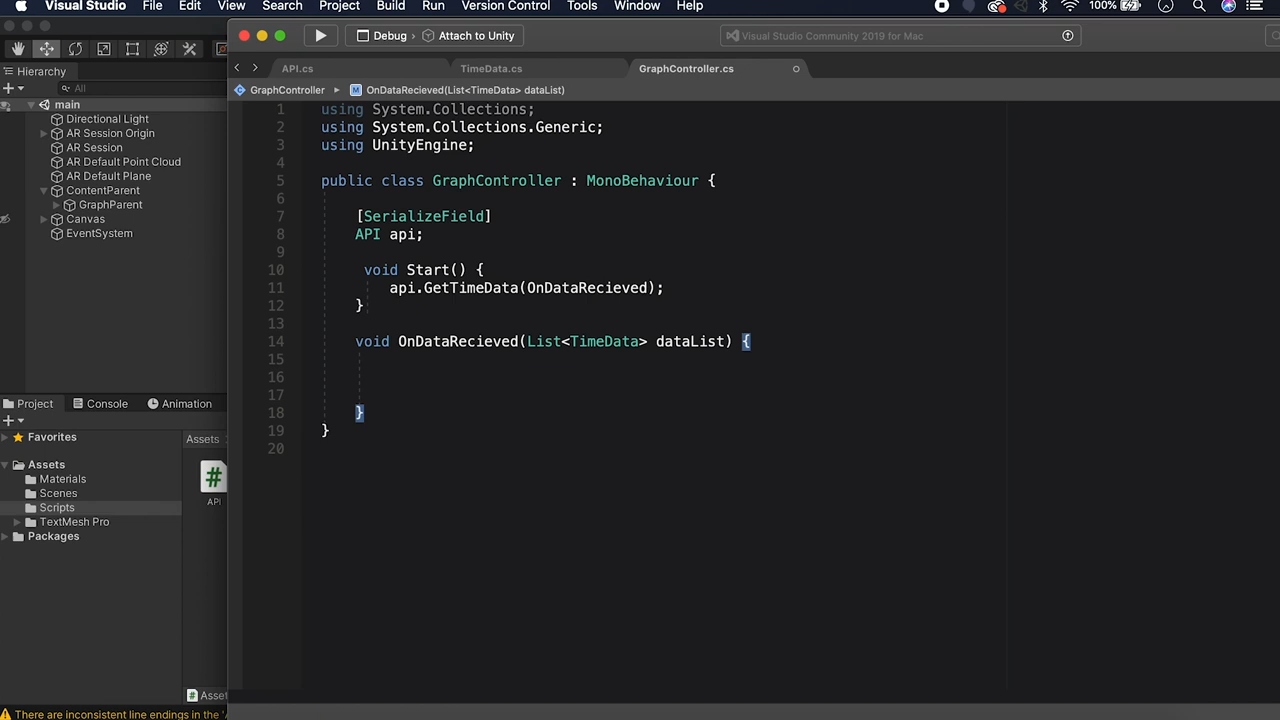 Visual Studio File Edit View Search Project Build Run Version Control Tools Window Help 100%
Debug › Attach to Unity Visual Studio Community 2019 for Mac
Hierarchy
API.cs TimeData.cs GraphController.cs
All
GraphController ▸ OnDataRecieved(List<TimeData> dataList)
main
Directional Light
AR Session Origin
AR Session
AR Default Point Cloud
AR Default Plane
ContentParent
GraphParent
Canvas
EventSystem
1 using System.Collections;
2 using System.Collections.Generic;
3 using UnityEngine;
4
5 public class GraphController : MonoBehaviour {
6
7 [SerializeField]
8 API api;
9
10 void Start() {
11 api.GetTimeData(OnDataRecieved);
12 }
13
14 void OnDataRecieved(List<TimeData> dataList) {
15
16
17
18 }
19 }
20
Project Console Animation
Favorites
Assets
Materials
Scenes
Scripts
TextMesh Pro
Packages
Assets
#
API
# Asset
There are inconsistent line endings in the '